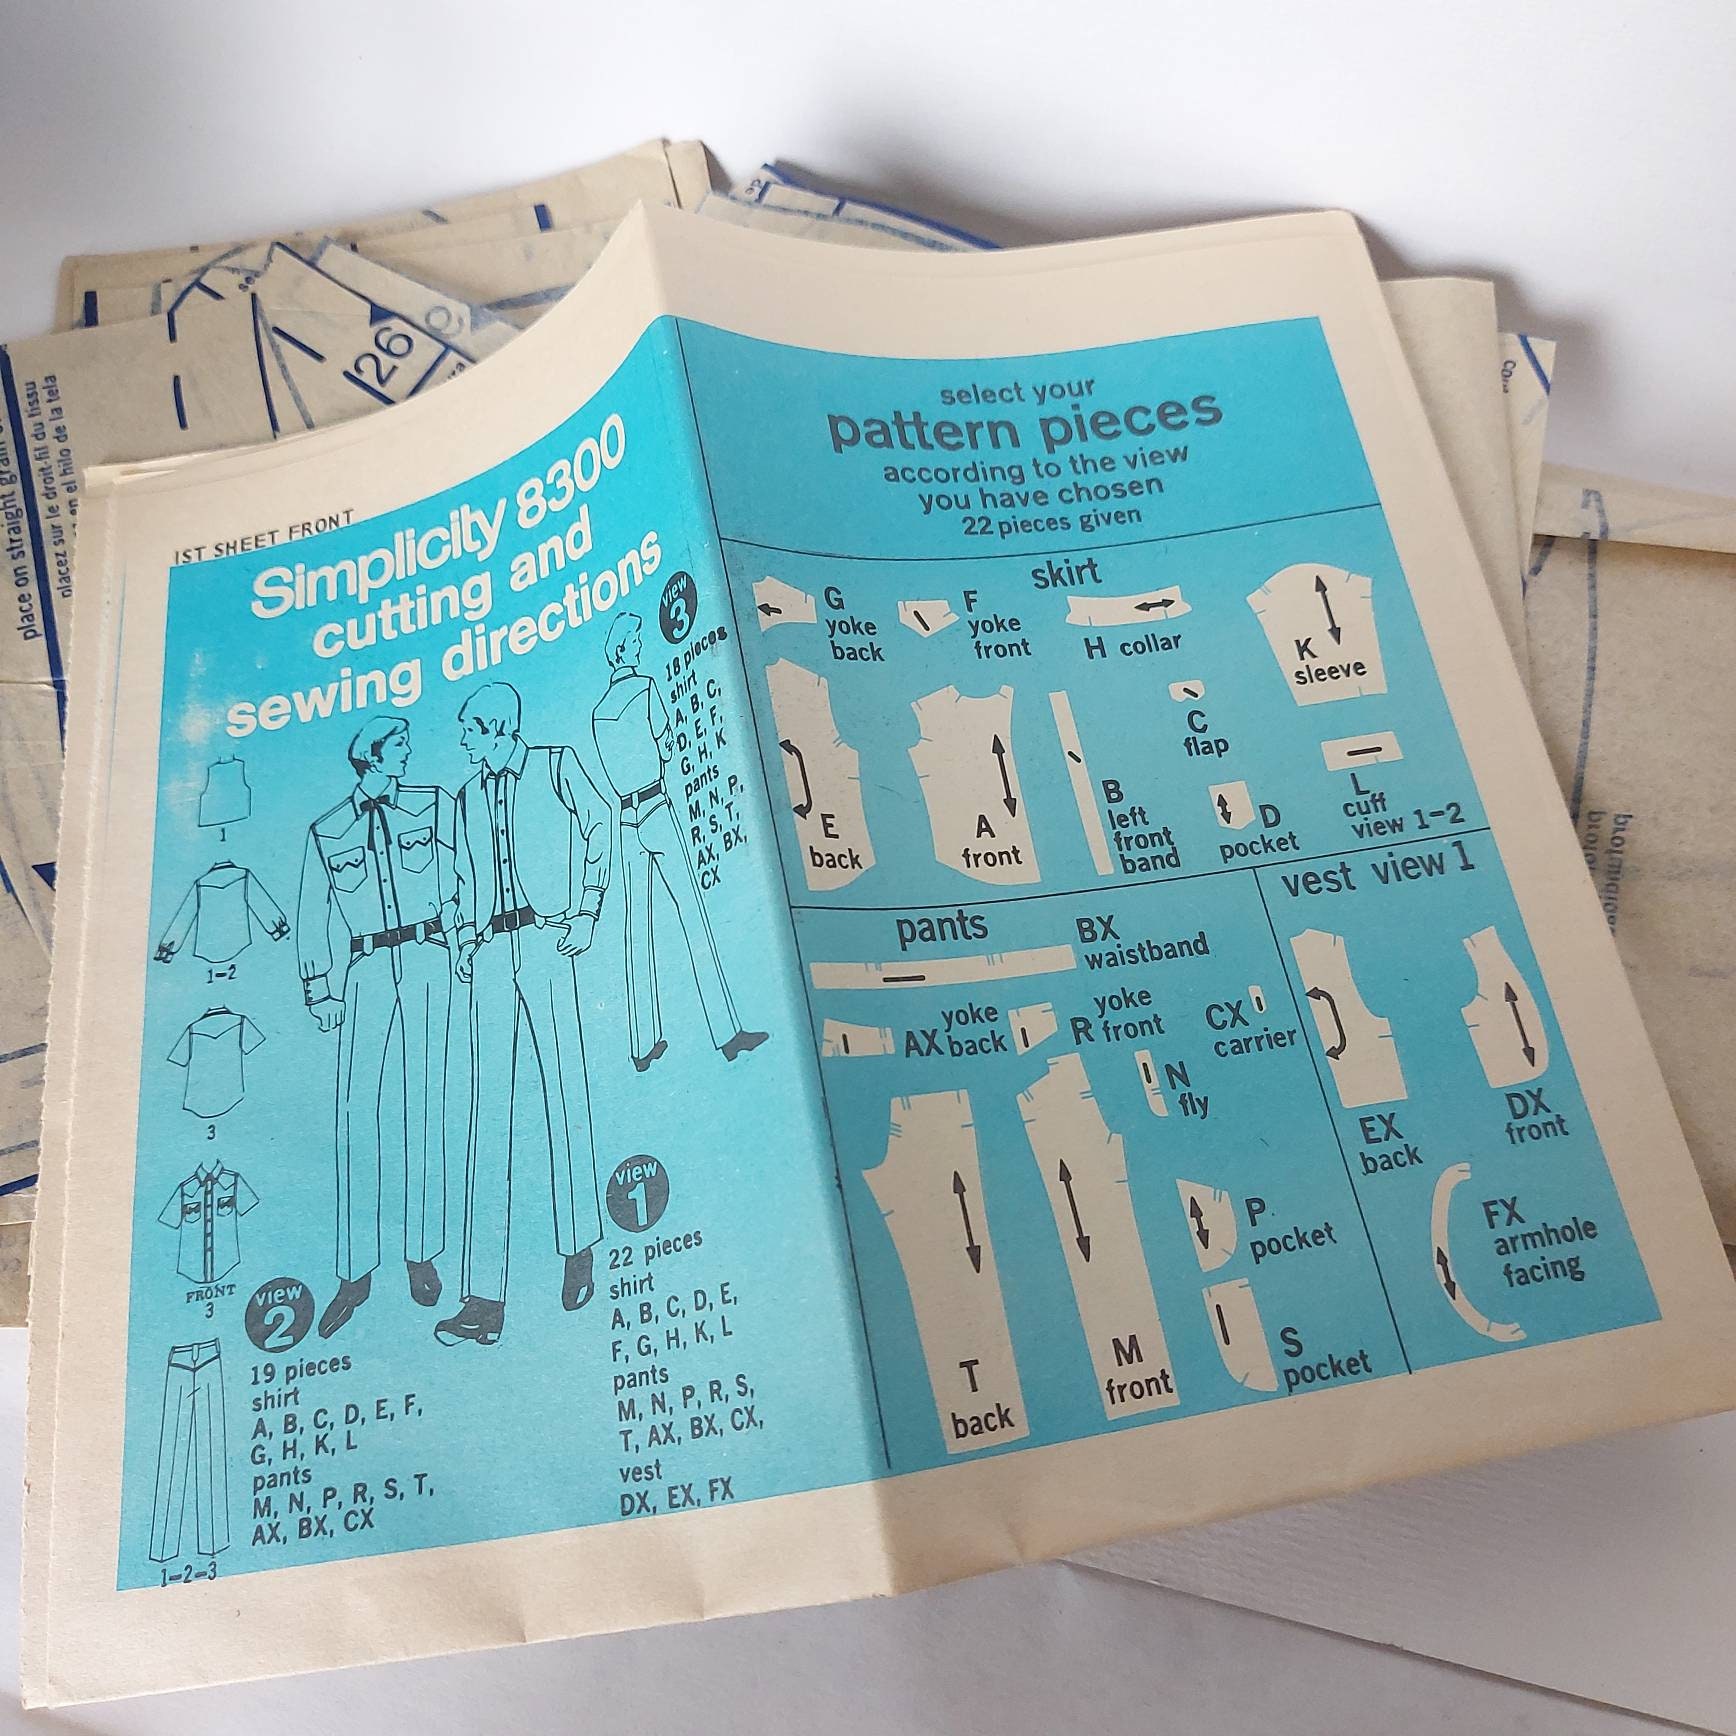 place on straight grain
placez sur le droit-fil du tissu
en el hilo de la tela
26
1ST SHEET FRONT
Simplicity 8300
cutting and
sewing directions
view
3
18 pieces
shirt
A, B, C,
D, E, F,
G, H, K
pants
M, N, P,
R, S, T,
AX, BX,
CX
1
1-2
3
FRONT
3
1-2-3
view
2
19 pieces
shirt
A, B, C, D, E, F,
G, H, K, L
pants
M, N, P, R, S, T,
AX, BX, CX
view
1
22 pieces
shirt
A, B, C, D, E,
F, G, H, K, L
pants
M, N, P, R, S,
T, AX, BX, CX,
vest
DX, EX, FX
select your
pattern pieces
according to the view
you have chosen
22 pieces given
skirt
G
yoke
back
F
yoke
front
H collar
K
sleeve
E
back
A
front
B
left
front
band
C
flap
D
pocket
L
cuff
view 1-2
pants
BX
waistband
AX yoke
back
R yoke
front
CX
carrier
N
fly
T
back
M
front
P.
pocket
S
pocket
vest view 1
EX
back
DX
front
FX
armhole
facing